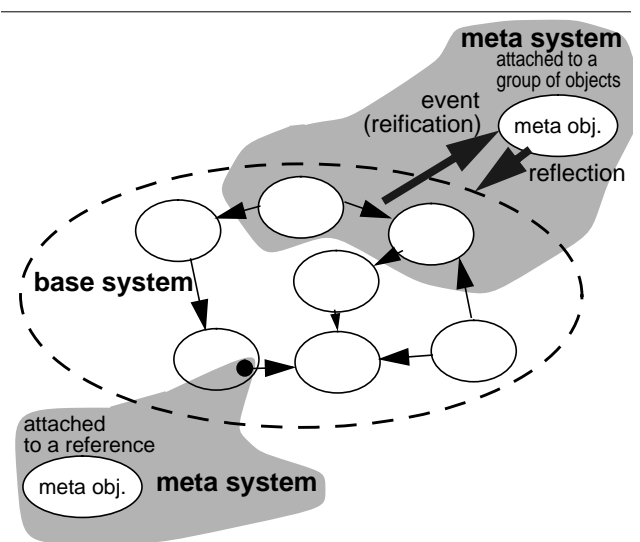 meta system
attached to a
group of objects
event
(reification)
meta obj.
reflection
base system
attached
to a reference
meta obj.
meta system